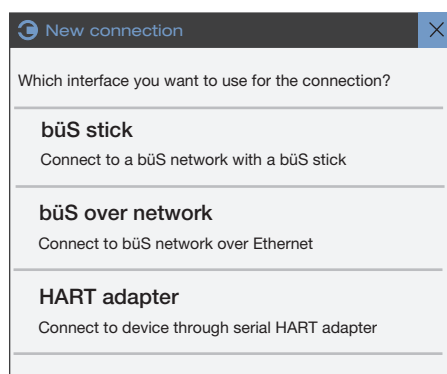 New connection
Which interface you want to use for the connection?
büS stick
Connect to a büS network with a büS stick
büS over network
Connect to büS network over Ethernet
HART adapter
Connect to device through serial HART adapter